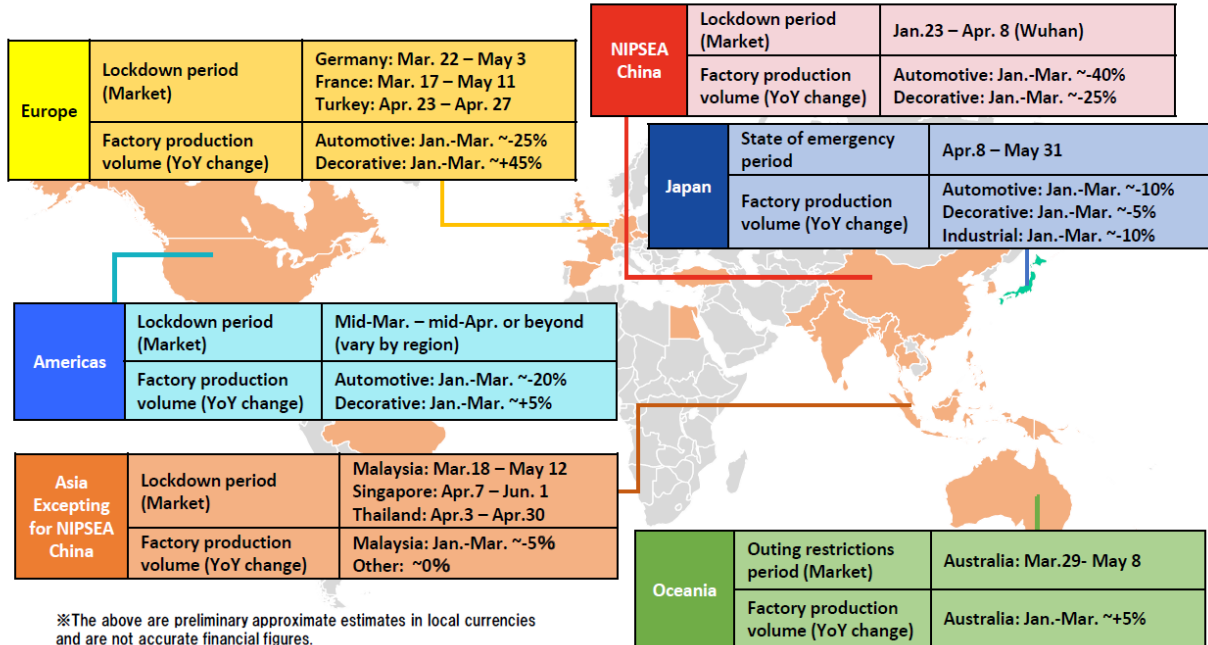 NIPSEA
China
Lockdown period
(Market)
Jan.23 – Apr. 8 (Wuhan)
Factory production
volume (YoY change)
Automotive: Jan.-Mar. ~-40%
Decorative: Jan.-Mar. ~-25%
Europe
Lockdown period
(Market)
Germany: Mar. 22 – May 3
France: Mar. 17 – May 11
Turkey: Apr. 23 – Apr. 27
Factory production
volume (YoY change)
Automotive: Jan.-Mar. ~-25%
Decorative: Jan.-Mar. ~+45%
Japan
State of emergency
period
Apr.8 – May 31
Factory production
volume (YoY change)
Automotive: Jan.-Mar. ~-10%
Decorative: Jan.-Mar. ~-5%
Industrial: Jan.-Mar. ~-10%
Americas
Lockdown period
(Market)
Mid-Mar. – mid-Apr. or beyond
(vary by region)
Factory production
volume (YoY change)
Automotive: Jan.-Mar. ~-20%
Decorative: Jan.-Mar. ~+5%
Asia
Excepting
for NIPSEA
China
Lockdown period
(Market)
Malaysia: Mar.18 – May 12
Singapore: Apr.7 – Jun. 1
Thailand: Apr.3 – Apr.30
Factory production
volume (YoY change)
Malaysia: Jan.-Mar. ~-5%
Other: ~0%
Oceania
Outing restrictions
period (Market)
Australia: Mar.29- May 8
Factory production
volume (YoY change)
Australia: Jan.-Mar. ~+5%
※The above are preliminary approximate estimates in local currencies
and are not accurate financial figures.